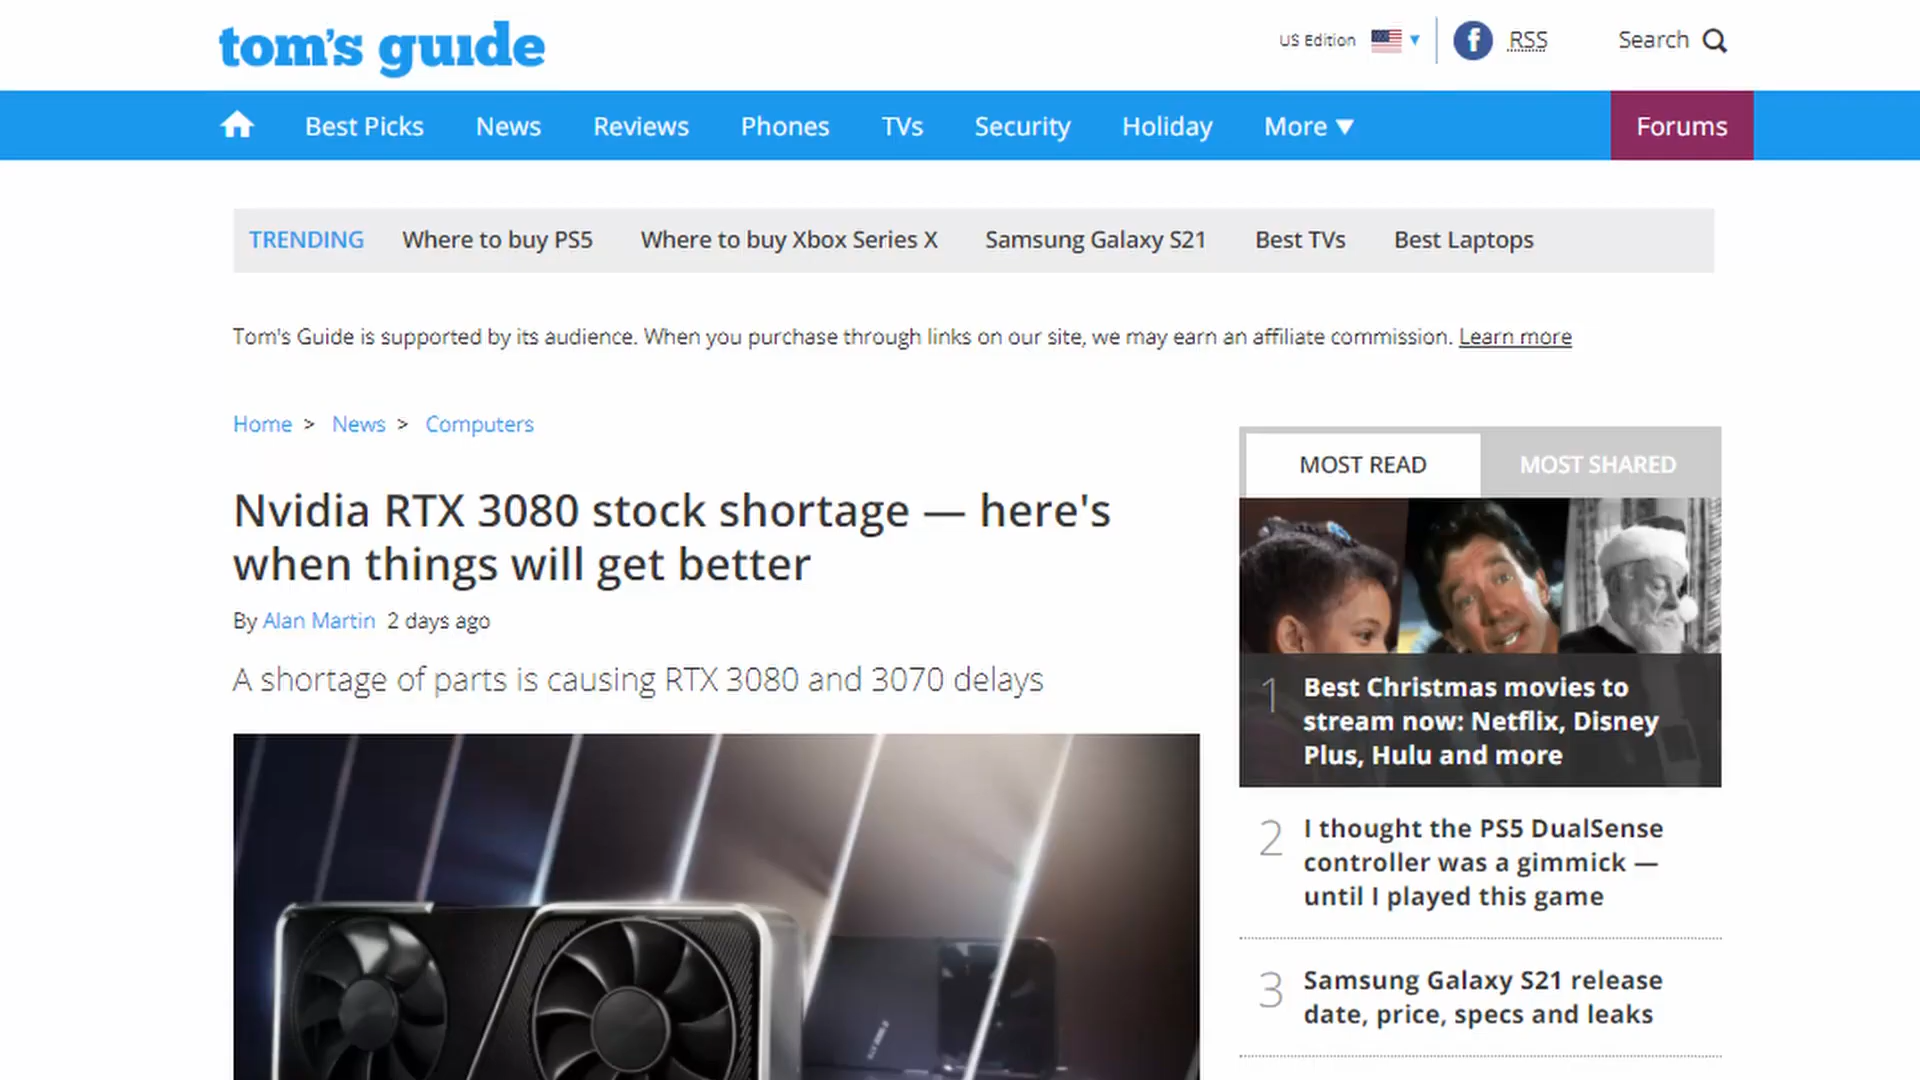 tom's guide
US Edition
RSS
Search
Best Picks
News
Reviews
Phones
TVs
Security
Holiday
More
Forums
TRENDING
Where to buy PS5
Where to buy Xbox Series X
Samsung Galaxy S21
Best TVs
Best Laptops
Tom's Guide is supported by its audience. When you purchase through links on our site, we may earn an affiliate commission. Learn more
Home > News > Computers
Nvidia RTX 3080 stock shortage — here's
when things will get better
By Alan Martin 2 days ago
A shortage of parts is causing RTX 3080 and 3070 delays
MOST READ
MOST SHARED
1
Best Christmas movies to
stream now: Netflix, Disney
Plus, Hulu and more
2
I thought the PS5 DualSense
controller was a gimmick —
until I played this game
3
Samsung Galaxy S21 release
date, price, specs and leaks